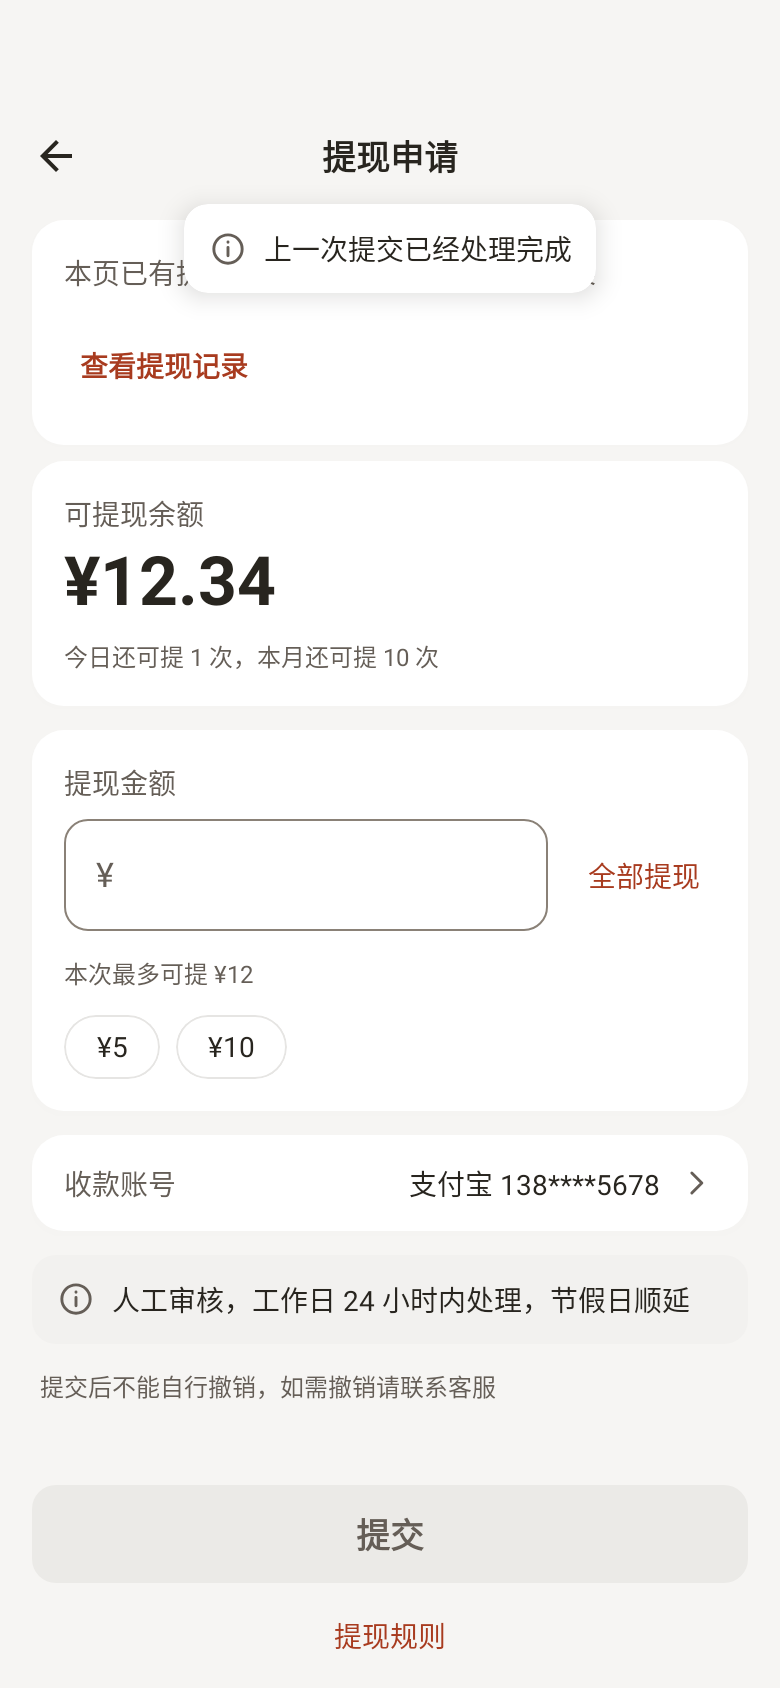 提现申请
上一次提交已经处理完成
本页已有
查看提现记录
可提现余额
¥12.34
今日还可提 1 次，本月还可提 10 次
提现金额
¥
全部提现
本次最多可提 ¥12
¥5
¥10
收款账号
支付宝 138****5678
人工审核，工作日 24 小时内处理，节假日顺延
提交后不能自行撤销，如需撤销请联系客服
提交
提现规则